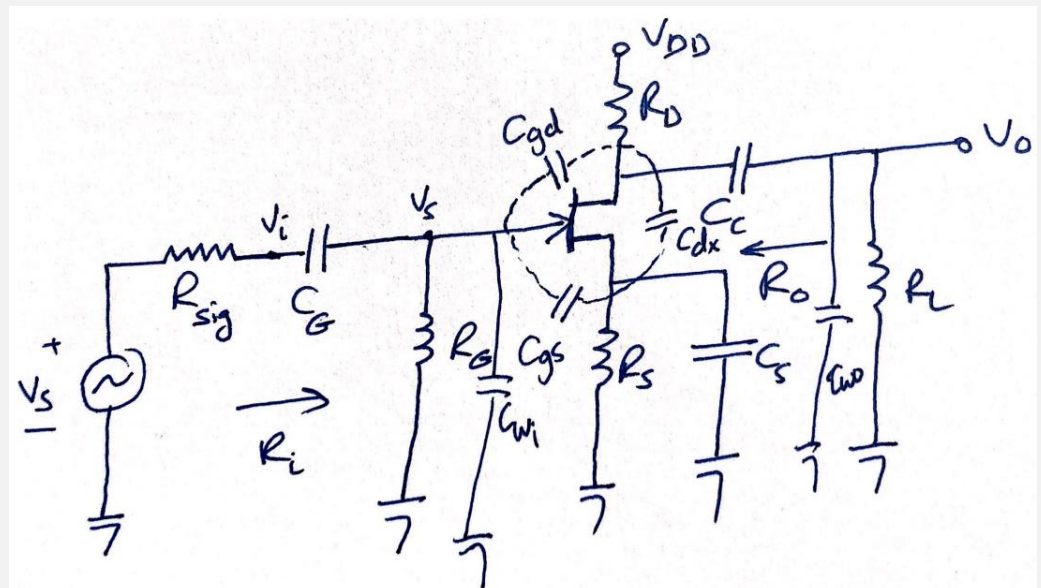 VDD
RD
Cgd
Vo
Vi
Vs
Cc
Cdx
Rsig
CG
Ro
RL
+
Vs
–
RG
Cgs
Rs
Cs
Cwo
Cwi
Ri